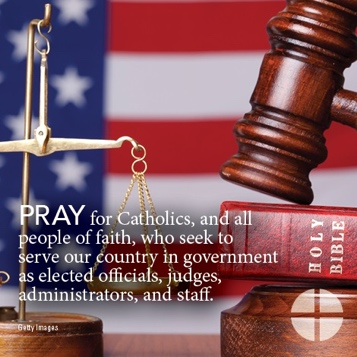 PRAY for Catholics, and all
people of faith, who seek to
serve our country in government
as elected officials, judges,
administrators, and staff.
HOLY
BIBLE
Getty Images